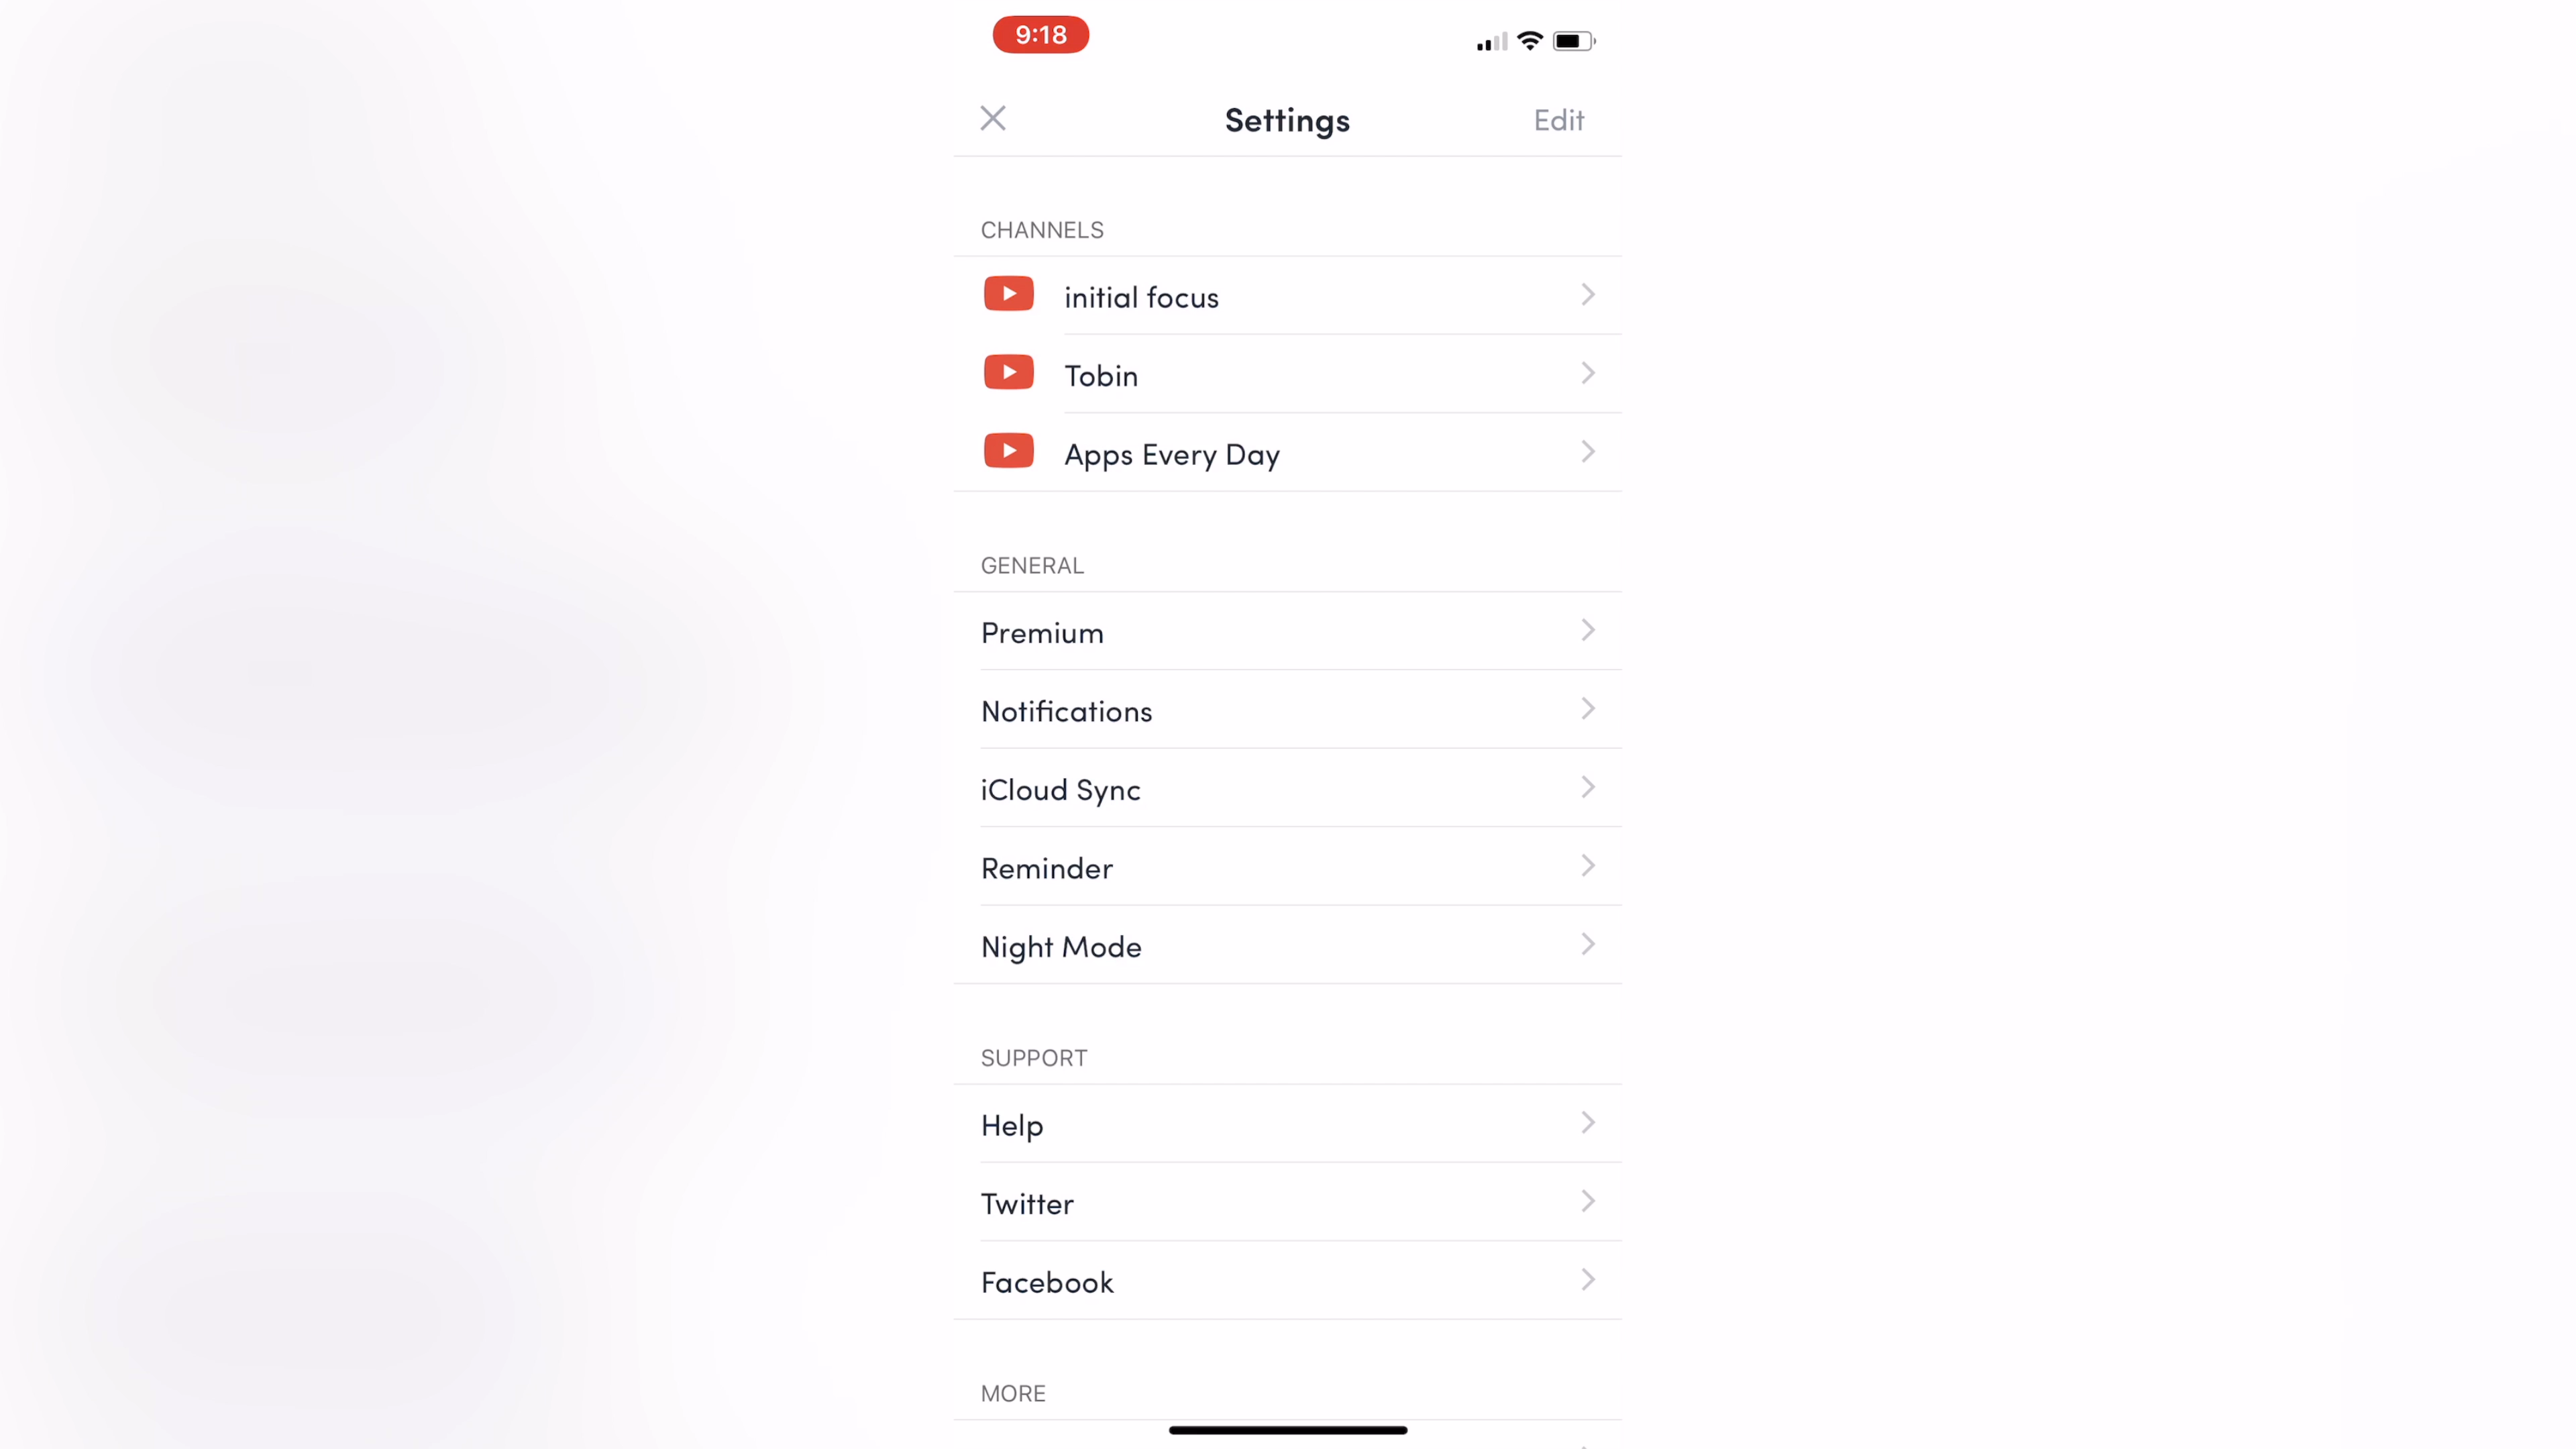 9:18
Settings
Edit
CHANNELS
initial focus
Tobin
Apps Every Day
GENERAL
Premium
Notifications
iCloud Sync
Reminder
Night Mode
SUPPORT
Help
Twitter
Facebook
MORE